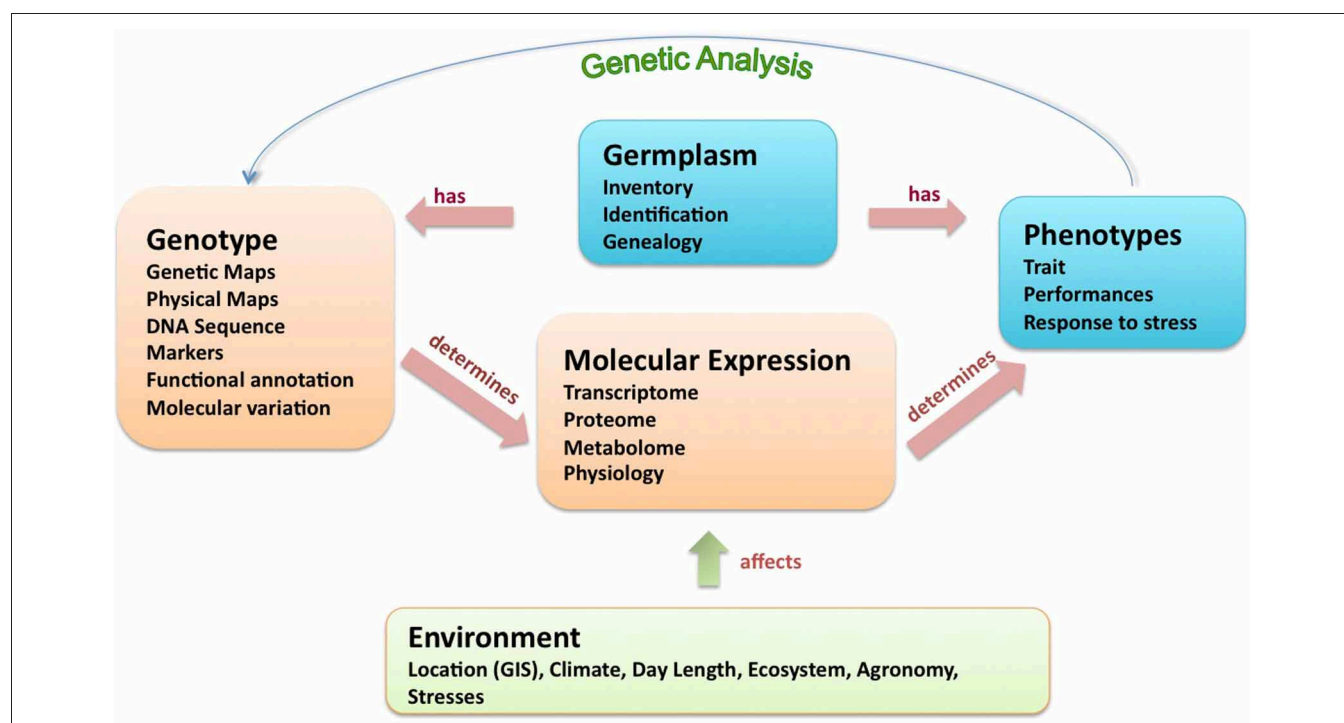 Genetic Analysis
Germplasm
Inventory
Identification
Genealogy
has
has
Genotype
Genetic Maps
Physical Maps
DNA Sequence
Markers
Functional annotation
Molecular variation
Phenotypes
Trait
Performances
Response to stress
determines
Molecular Expression
Transcriptome
Proteome
Metabolome
Physiology
determines
affects
Environment
Location (GIS), Climate, Day Length, Ecosystem, Agronomy,
Stresses